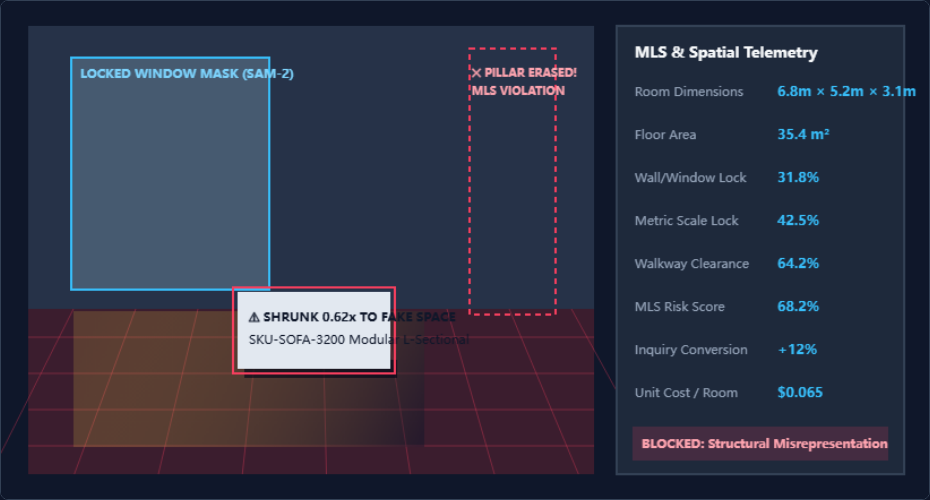 LOCKED WINDOW MASK (SAM-2)
✕ PILLAR ERASED!
MLS VIOLATION
⚠ SHRUNK 0.62x TO FAKE SPACE
SKU-SOFA-3200 Modular L-Sectional
MLS & Spatial Telemetry
Room Dimensions 6.8m × 5.2m × 3.1m
Floor Area 35.4 m²
Wall/Window Lock 31.8%
Metric Scale Lock 42.5%
Walkway Clearance 64.2%
MLS Risk Score 68.2%
Inquiry Conversion +12%
Unit Cost / Room $0.065
BLOCKED: Structural Misrepresentation